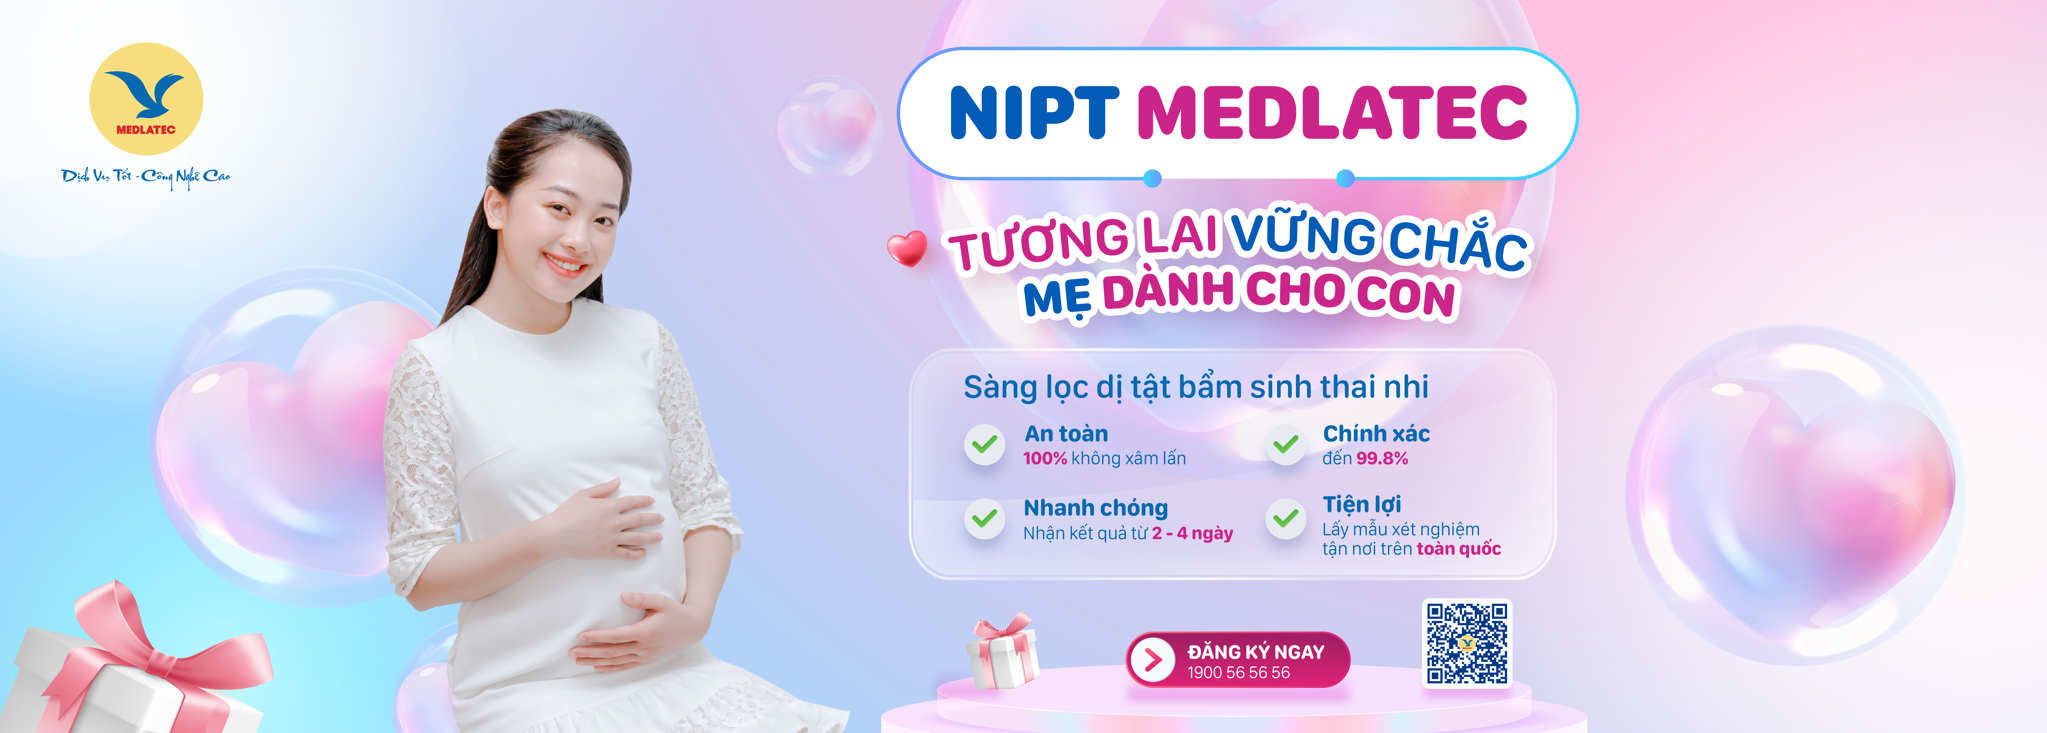 MEDLATEC
Dịch Vụ Tốt - Công Nghệ Cao
NIPT MEDLATEC
TƯƠNG LAI VỮNG CHẮC
MẸ DÀNH CHO CON
Sàng lọc dị tật bẩm sinh thai nhi
An toàn
100% không xâm lấn
Chính xác
đến 99.8%
Nhanh chóng
Nhận kết quả từ 2 - 4 ngày
Tiện lợi
Lấy mẫu xét nghiệm
tận nơi trên toàn quốc
ĐĂNG KÝ NGAY
1900 56 56 56